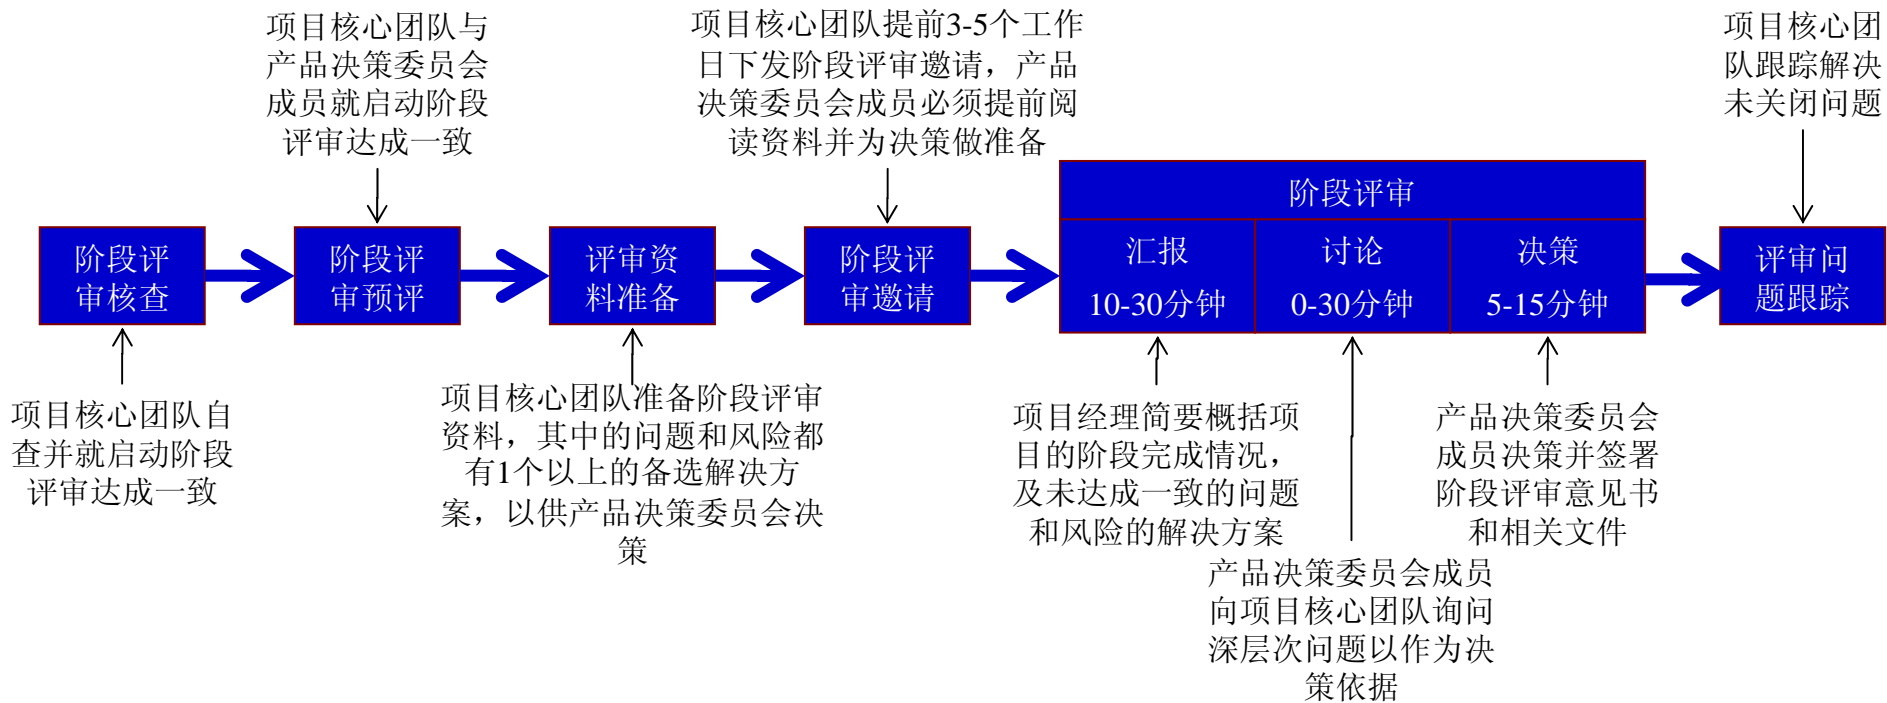 项目核心团队与
产品决策委员会
成员就启动阶段
评审达成一致
项目核心团队提前3-5个工作
日下发阶段评审邀请，产品
决策委员会成员必须提前阅
读资料并为决策做准备
项目核心团
队跟踪解决
未关闭问题
阶段评
审核查
阶段评
审预评
评审资
料准备
阶段评
审邀请
阶段评审
汇报
10-30分钟
讨论
0-30分钟
决策
5-15分钟
评审问
题跟踪
项目核心团队自
查并就启动阶段
评审达成一致
项目核心团队准备阶段评审
资料，其中的问题和风险都
有1个以上的备选解决方
案，以供产品决策委员会决
策
项目经理简要概括项
目的阶段完成情况，
及未达成一致的问题
和风险的解决方案
产品决策委员会成员
向项目核心团队询问
深层次问题以作为决
策依据
产品决策委员会
成员决策并签署
阶段评审意见书
和相关文件